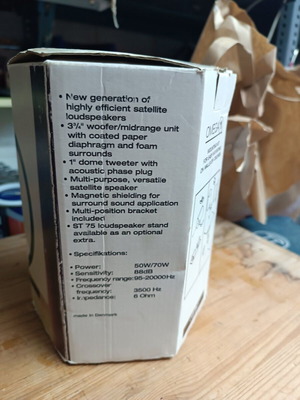 • New generation of
highly efficient satellite
loudspeakers
• 3¾" woofer/midrange unit
with coated paper
diaphragm and foam
surrounds
• 1" dome tweeter with
acoustic phase plug
• Multi-purpose, versatile
satellite speaker
• Magnetic shielding for
surround sound application
• Multi-position bracket
included
• ST 75 loudspeaker stand
available as an optional
extra.
• Specifikations:
• Power: 50W/70W
• Sensitivity: 88dB
• Frequency range: 95-20000Hz
• Crossover
frequency: 3500 Hz
• Impedance: 6 Ohm
made in Denmark